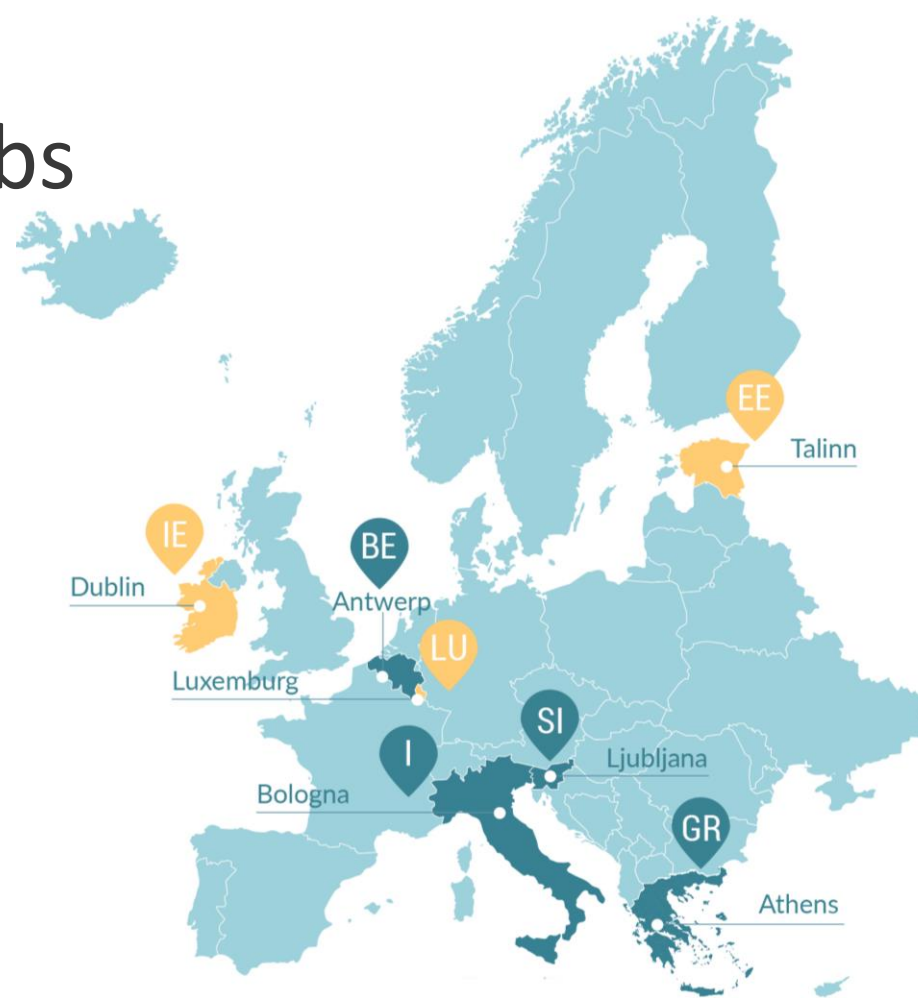 bs
EE
Talinn
IE
BE
Dublin
Antwerp
LU
Luxemburg
SI
I
Ljubljana
Bologna
GR
Athens